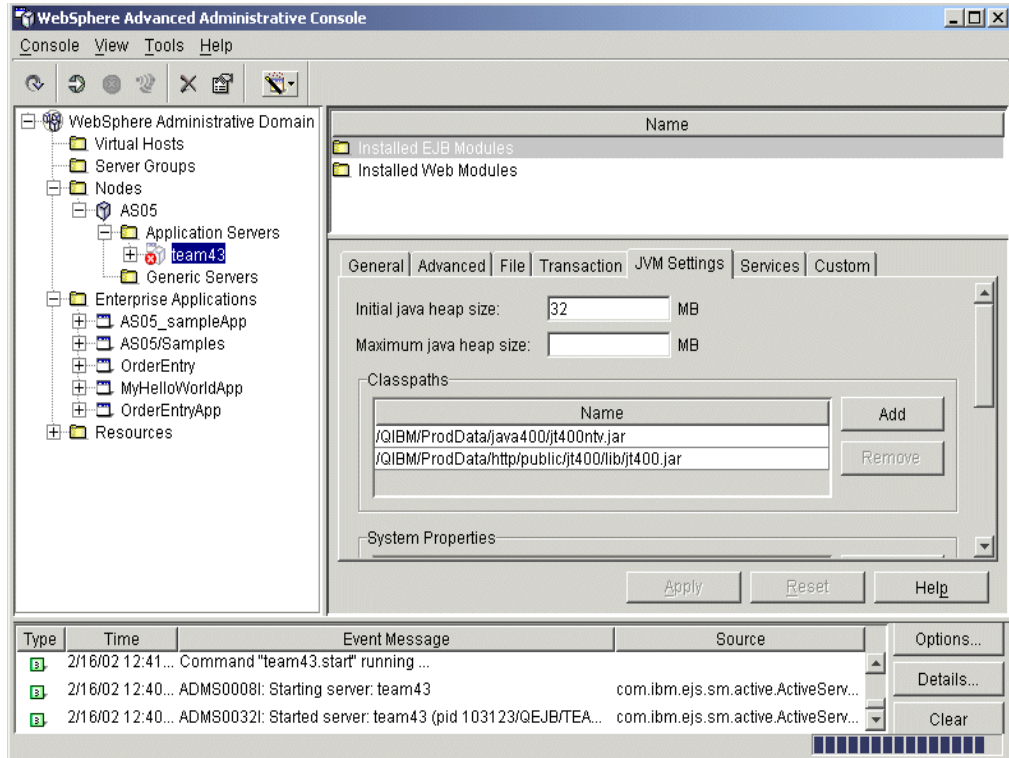 WebSphere Advanced Administrative Console
Console View Tools Help
WebSphere Administrative Domain
Virtual Hosts
Server Groups
Nodes
AS05
Application Servers
team43
Generic Servers
Enterprise Applications
AS05_sampleApp
AS05/Samples
OrderEntry
MyHelloWorldApp
OrderEntryApp
Resources
Name
Installed EJB Modules
Installed Web Modules
General Advanced File Transaction JVM Settings Services Custom
Initial java heap size: 32 MB
Maximum java heap size: MB
Classpaths
Name
/QIBM/ProdData/java400/jt400ntv.jar
/QIBM/ProdData/http/public/jt400/lib/jt400.jar
Add
Remove
System Properties
Apply Reset Help
Type Time Event Message Source
2/16/02 12:41... Command "team43.start" running ...
2/16/02 12:40... ADMS0008I: Starting server: team43 com.ibm.ejs.sm.active.ActiveServ...
2/16/02 12:40... ADMS0032I: Started server: team43 (pid 103123/QEJB/TEA... com.ibm.ejs.sm.active.ActiveServ...
Options...
Details...
Clear